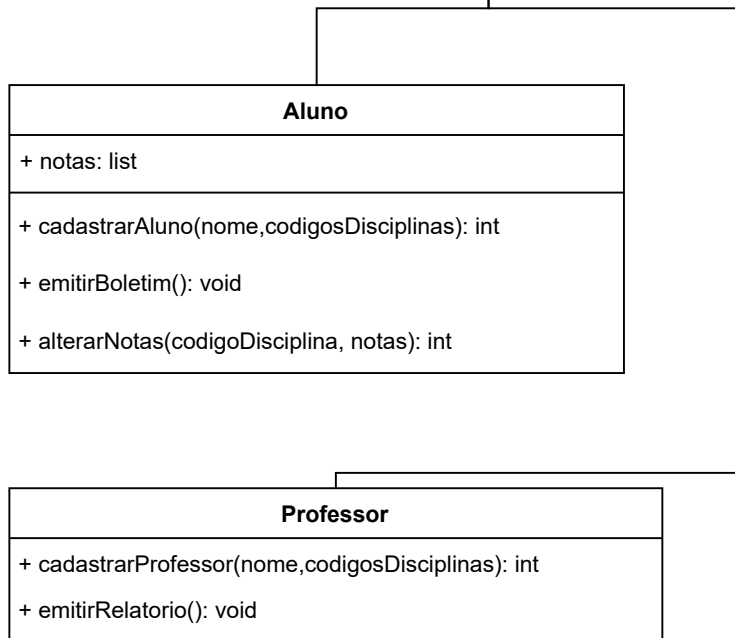 Aluno
+ notas: list
+ cadastrarAluno(nome,codigosDisciplinas): int
+ emitirBoletim(): void
+ alterarNotas(codigoDisciplina, notas): int
Professor
+ cadastrarProfessor(nome,codigosDisciplinas): int
+ emitirRelatorio(): void